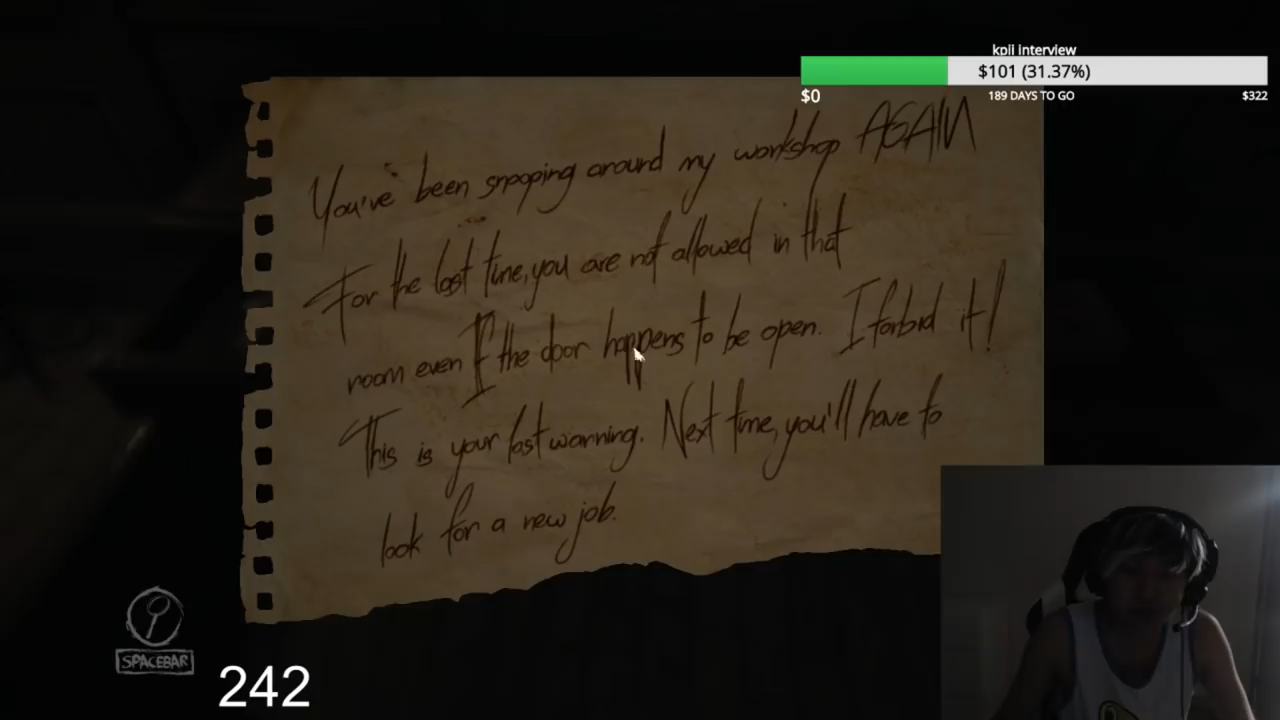 kpii interview
$101 (31.37%)
$0
189 DAYS TO GO
$322
You've been snooping around my workshop AGAIN
For the last time, you are not allowed in that
room even If the door happens to be open. I forbid it!
This is your last warning. Next time, you'll have to
look for a new job.
SPACEBAR
242